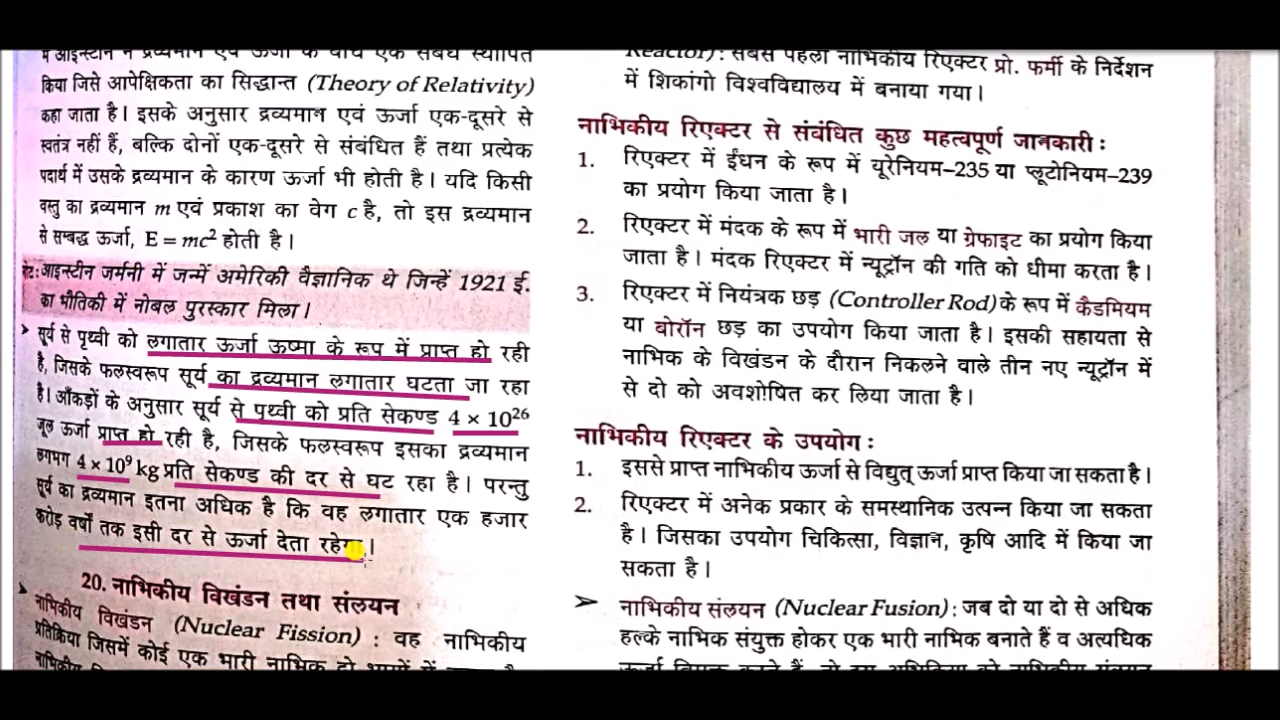 में आइंस्टीन ने द्रव्यमान एवं ऊर्जा के बीच एक संबंध स्थापित
किया जिसे आपेक्षिकता का सिद्धान्त (Theory of Relativity)
कहा जाता है। इसके अनुसार द्रव्यमान एवं ऊर्जा एक-दूसरे से
स्वतंत्र नहीं हैं, बल्कि दोनों एक-दूसरे से संबंधित हैं तथा प्रत्येक
पदार्थ में उसके द्रव्यमान के कारण ऊर्जा भी होती है। यदि किसी
वस्तु का द्रव्यमान m एवं प्रकाश का वेग c है, तो इस द्रव्यमान
से सम्बद्ध ऊर्जा, E = mc² होती है।
नोट: आइन्स्टीन जर्मनी में जन्में अमेरिकी वैज्ञानिक थे जिन्हें 1921 ई.
का भौतिकी में नोबल पुरस्कार मिला।
➤ सूर्य से पृथ्वी को लगातार ऊर्जा ऊष्मा के रूप में प्राप्त हो रही
है, जिसके फलस्वरूप सूर्य का द्रव्यमान लगातार घटता जा रहा
है। आँकड़ों के अनुसार सूर्य से पृथ्वी को प्रति सेकण्ड 4 × 10²⁶
जूल ऊर्जा प्राप्त हो रही है, जिसके फलस्वरूप इसका द्रव्यमान
लगभग 4 × 10⁹ kg प्रति सेकण्ड की दर से घट रहा है। परन्तु
सूर्य का द्रव्यमान इतना अधिक है कि वह लगातार एक हजार
करोड़ वर्षों तक इसी दर से ऊर्जा देता रहेगा।
20. नाभिकीय विखंडन तथा संलयन
➤ नाभिकीय विखंडन (Nuclear Fission) : वह नाभिकीय
प्रतिक्रिया जिसमें कोई एक भारी नाभिक दो भागों में
Reactor) : सबसे पहला नाभिकीय रिएक्टर प्रो. फर्मी के निर्देशन
में शिकांगो विश्वविद्यालय में बनाया गया।
नाभिकीय रिएक्टर से संबंधित कुछ महत्वपूर्ण जानकारी :
1. रिएक्टर में ईंधन के रूप में यूरेनियम–235 या प्लूटोनियम–239
का प्रयोग किया जाता है।
2. रिएक्टर में मंदक के रूप में भारी जल या ग्रेफाइट का प्रयोग किया
जाता है। मंदक रिएक्टर में न्यूट्रॉन की गति को धीमा करता है।
3. रिएक्टर में नियंत्रक छड़ (Controller Rod) के रूप में कैडमियम
या बोरॉन छड़ का उपयोग किया जाता है। इसकी सहायता से
नाभिक के विखंडन के दौरान निकलने वाले तीन नए न्यूट्रॉन में
से दो को अवशोषित कर लिया जाता है।
नाभिकीय रिएक्टर के उपयोग :
1. इससे प्राप्त नाभिकीय ऊर्जा से विद्युत् ऊर्जा प्राप्त किया जा सकता है।
2. रिएक्टर में अनेक प्रकार के समस्थानिक उत्पन्न किया जा सकता
है। जिसका उपयोग चिकित्सा, विज्ञान, कृषि आदि में किया जा
सकता है।
➤ नाभिकीय संलयन (Nuclear Fusion) : जब दो या दो से अधिक
हल्के नाभिक संयुक्त होकर एक भारी नाभिक बनाते हैं व अत्यधिक